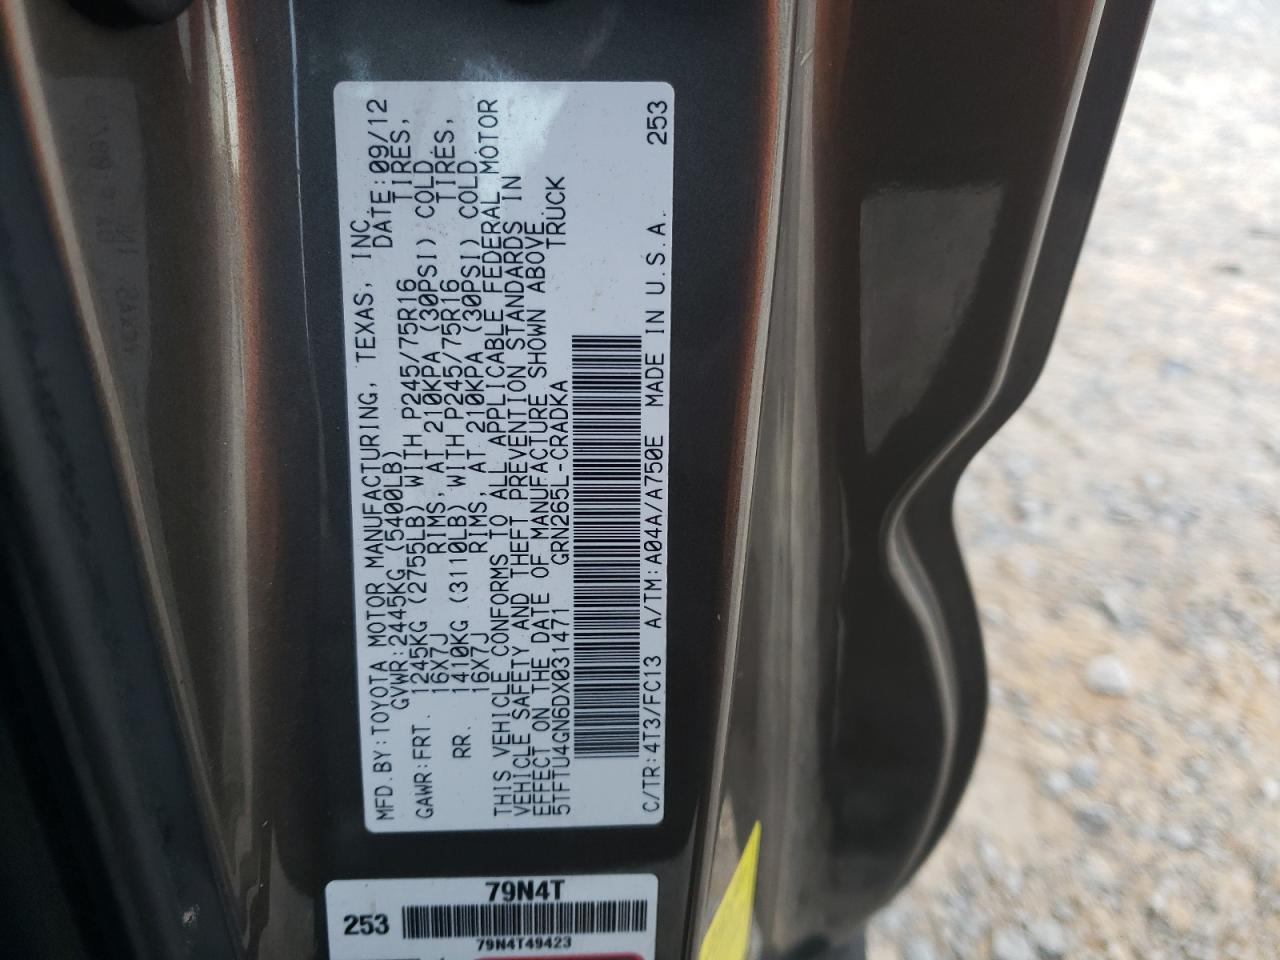 MFD.BY:TOYOTA MOTOR MANUFACTURING, TEXAS, INC.
GVWR:2445KG (5400LB) DATE:09/12
GAWR:FRT. 1245KG (2755LB) WITH P245/75R16 TIRES,
16X7J RIMS, AT 210KPA (30PSI) COLD.
RR. 1410KG (3110LB) WITH P245/75R16 TIRES,
16X7J RIMS, AT 210KPA (30PSI) COLD.
THIS VEHICLE CONFORMS TO ALL APPLICABLE FEDERAL MOTOR
VEHICLE SAFETY AND THEFT PREVENTION STANDARDS IN
EFFECT ON THE DATE OF MANUFACTURE SHOWN ABOVE.
5TFTU4GN6DX031471 GRN265L-CRADKA TRUCK
C/TR:4T3/FC13 A/TM:A04A/A750E MADE IN U.S.A. 253
79N4T
253
79N4T49423